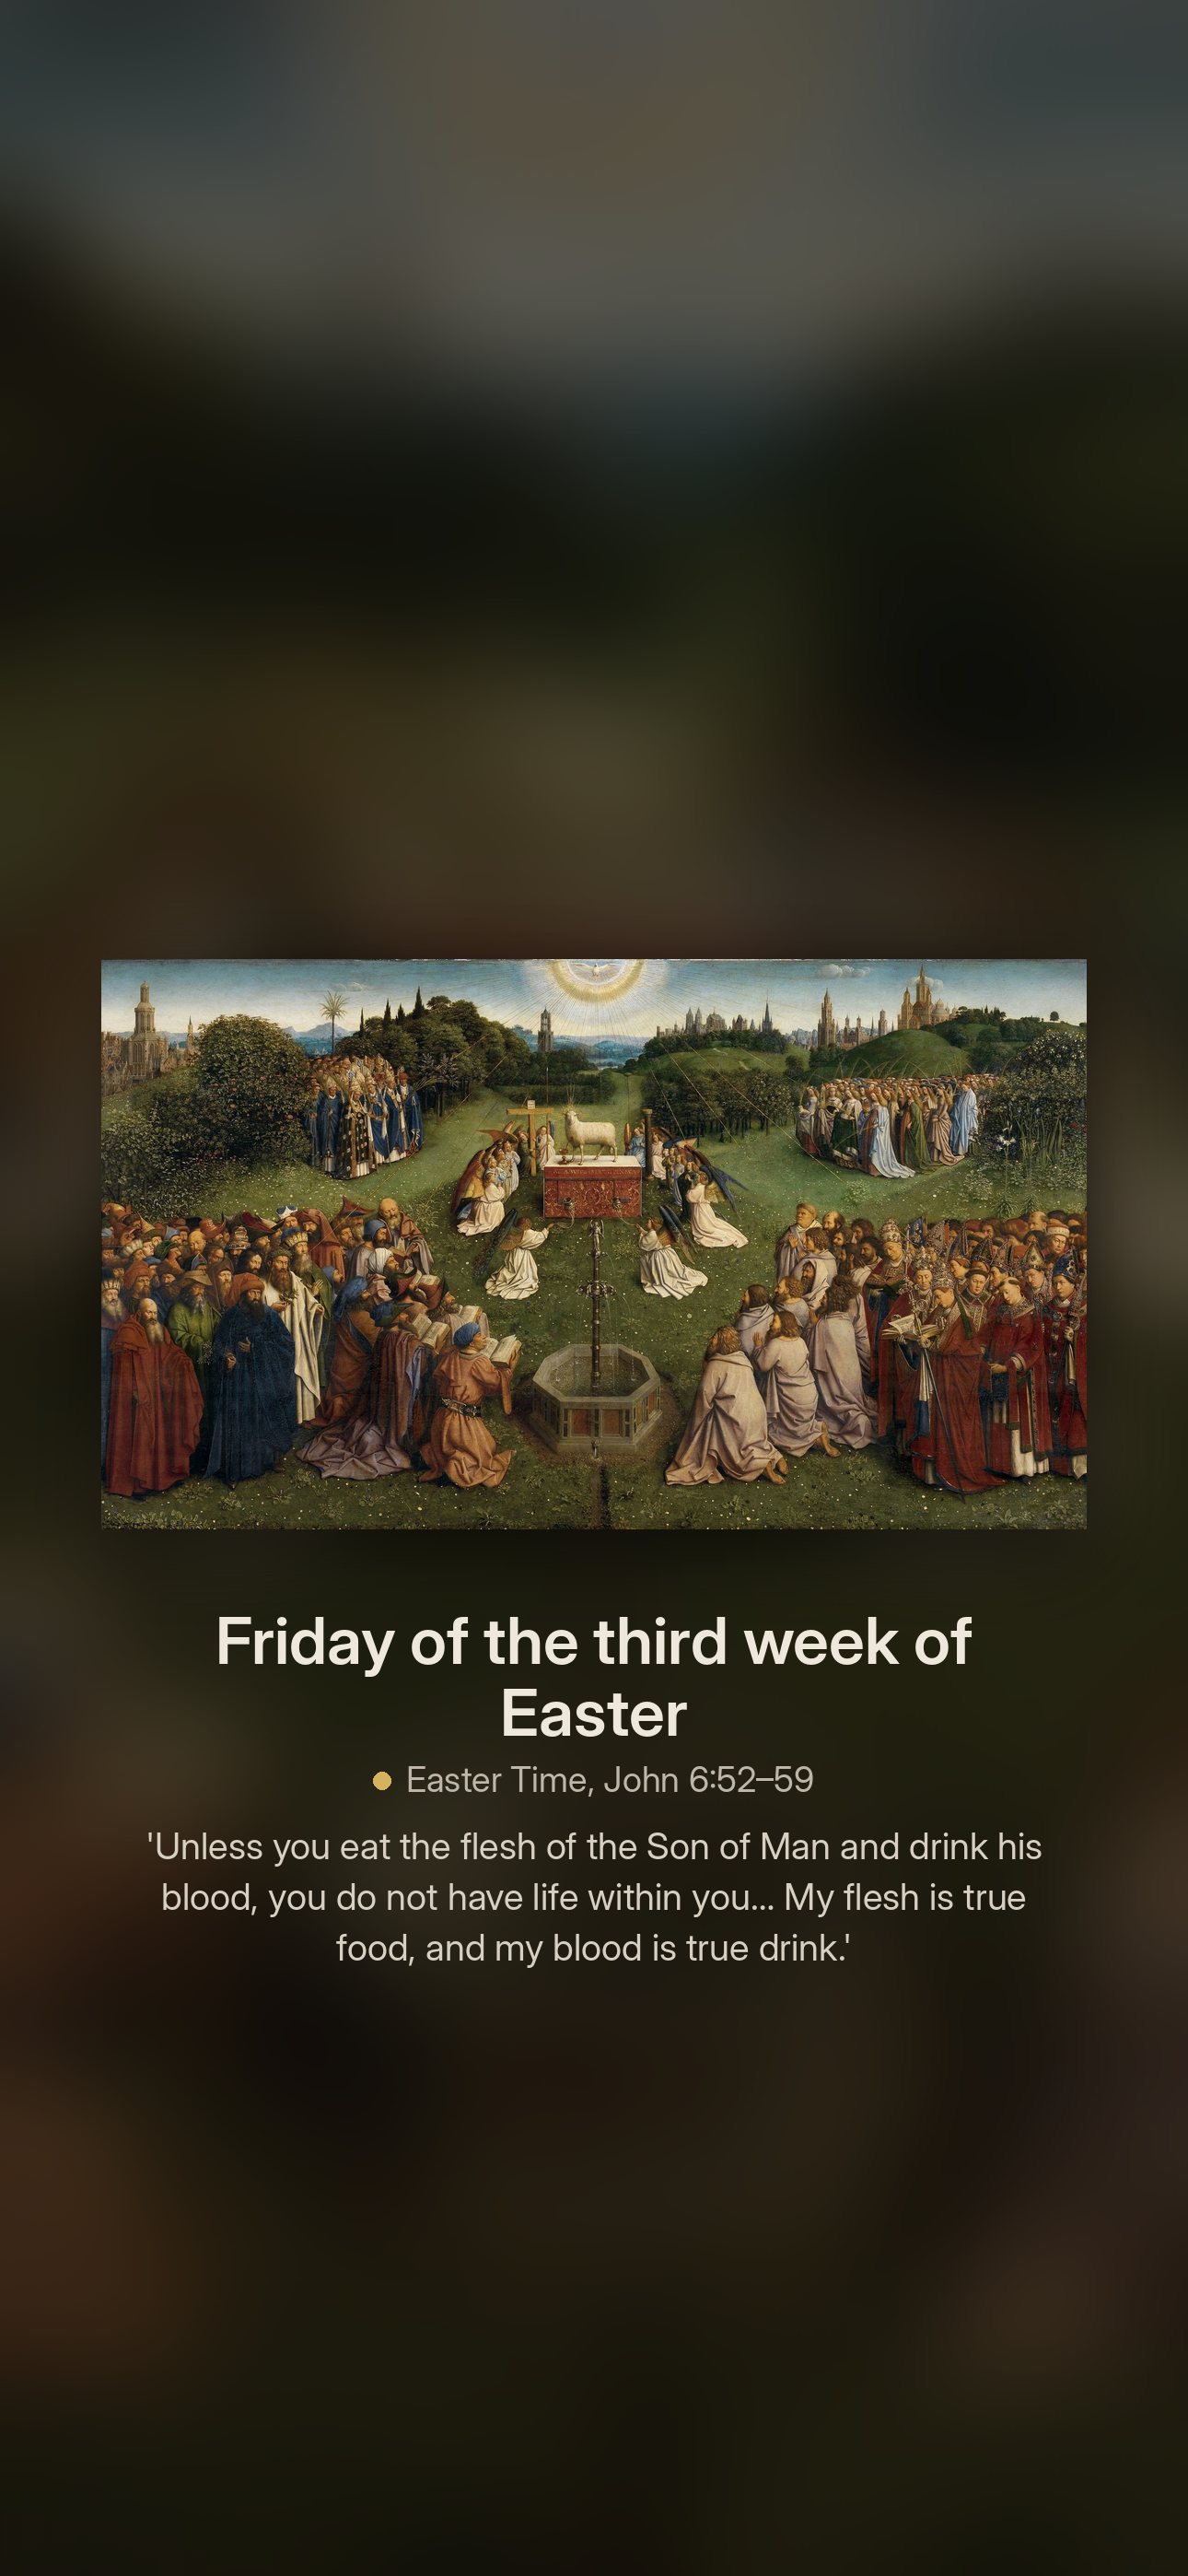 Friday of the third week of
Easter
Easter Time, John 6:52–59
'Unless you eat the flesh of the Son of Man and drink his
blood, you do not have life within you... My flesh is true
food, and my blood is true drink.'